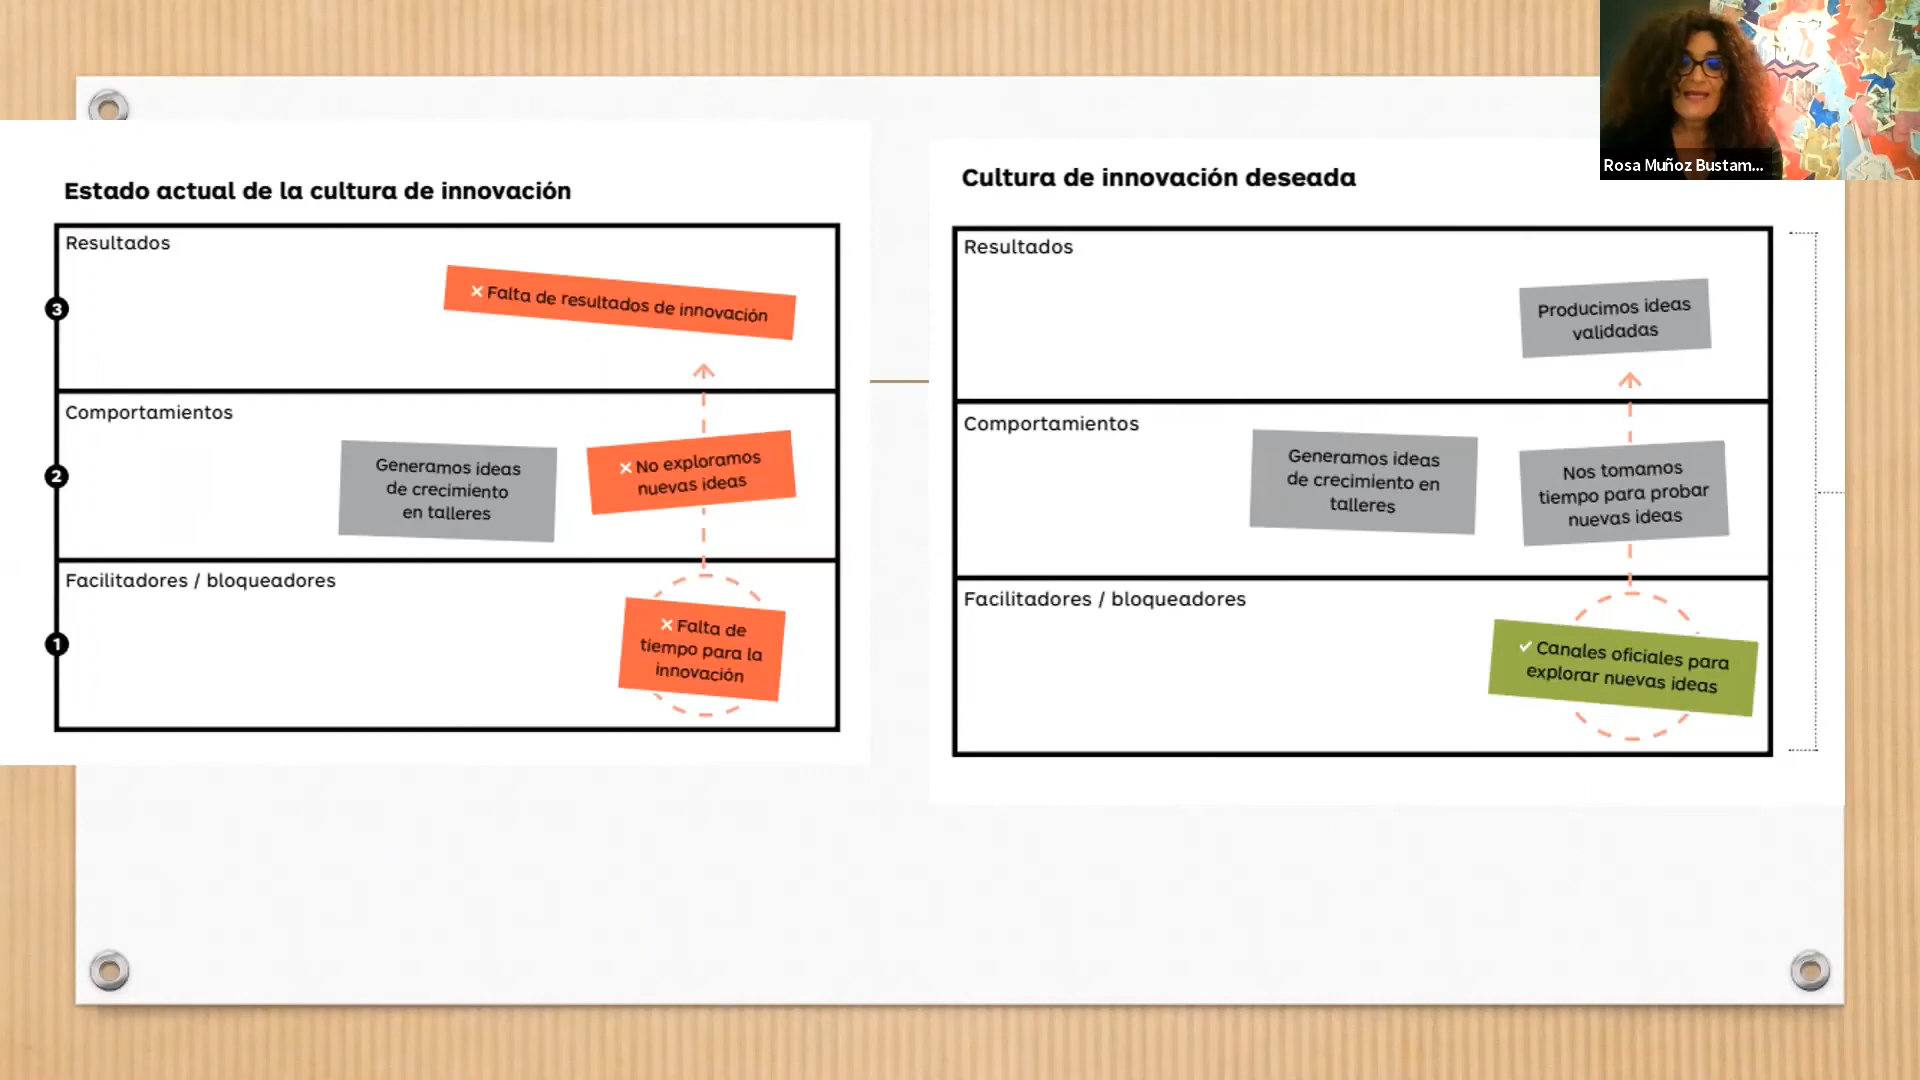 Rosa Muñoz Bustam...
Estado actual de la cultura de innovación
Resultados
3
✕ Falta de resultados de innovación
Comportamientos
2
Generamos ideas
de crecimiento
en talleres
✕ No exploramos
nuevas ideas
Facilitadores / bloqueadores
1
✕ Falta de
tiempo para la
innovación
Cultura de innovación deseada
Resultados
Producimos ideas
validadas
Comportamientos
Generamos ideas
de crecimiento en
talleres
Nos tomamos
tiempo para probar
nuevas ideas
Facilitadores / bloqueadores
✓ Canales oficiales para
explorar nuevas ideas